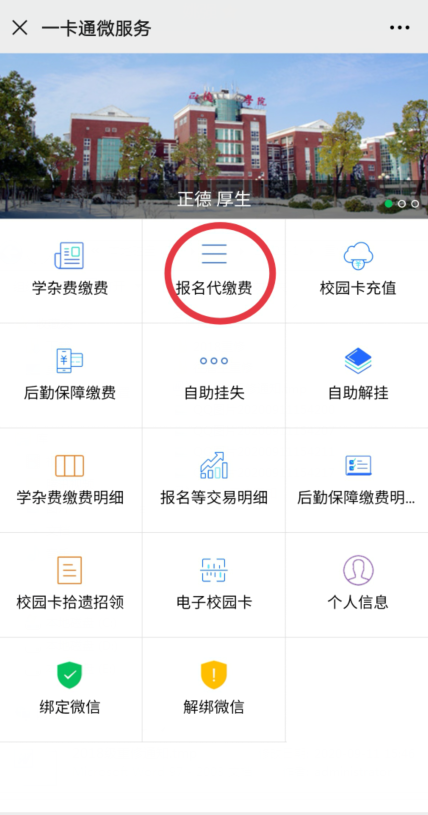 一卡通微服务
学院
正德 厚生
学杂费缴费
报名代缴费
校园卡充值
后勤保障缴费
自助挂失
自助解挂
学杂费缴费明细
报名等交易明细
后勤保障缴费明...
校园卡拾遗招领
电子校园卡
个人信息
绑定微信
解绑微信